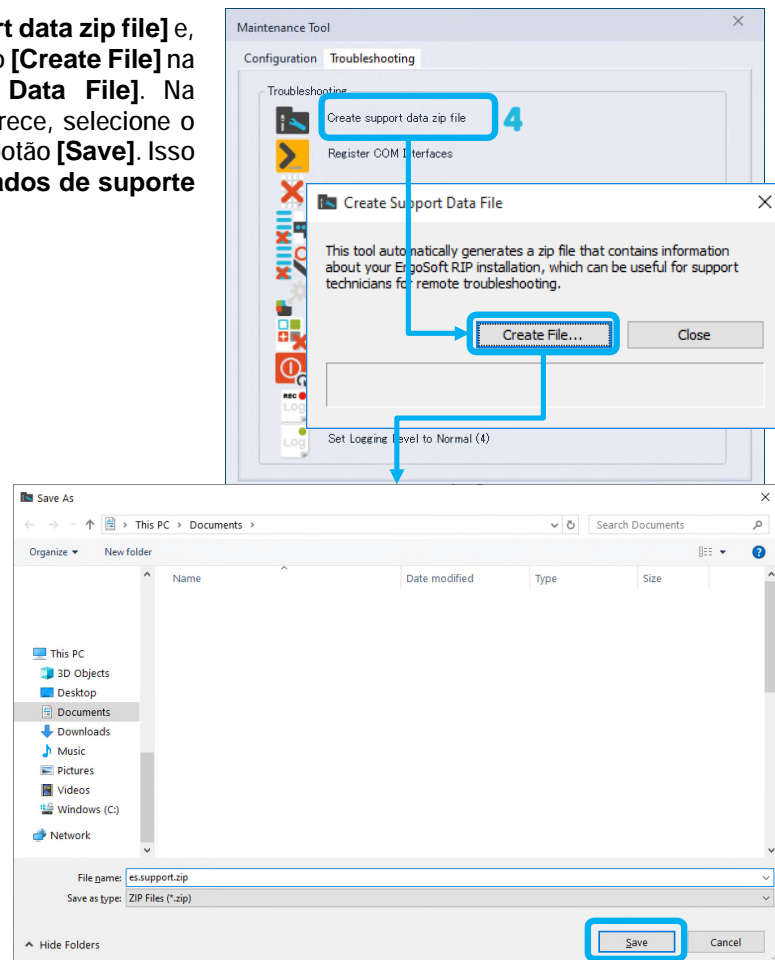 rt data zip file] e,
o [Create File] na
Data File]. Na
rece, selecione o
botão [Save]. Isso
ados de suporte
Maintenance Tool
Configuration Troubleshooting
Troubleshooting
Create support data zip file 4
Register COM Interfaces
Create Support Data File
This tool automatically generates a zip file that contains information
about your ErgoSoft RIP installation, which can be useful for support
technicians for remote troubleshooting.
Create File... Close
REC
LOG
Log Set Logging Level to Normal (4)
Save As
This PC > Documents >
Search Documents
Organize New folder
Name Date modified Type Size
This PC
3D Objects
Desktop
Documents
Downloads
Music
Pictures
Videos
Windows (C:)
Network
File name: es.support.zip
Save as type: ZIP Files (*.zip)
Hide Folders Save Cancel